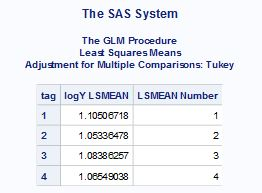 The SAS System
The GLM Procedure
Least Squares Means
Adjustment for Multiple Comparisons: Tukey
tag logY LSMEAN LSMEAN Number
1 1.10506718 1
2 1.05336478 2
3 1.08386257 3
4 1.06549038 4